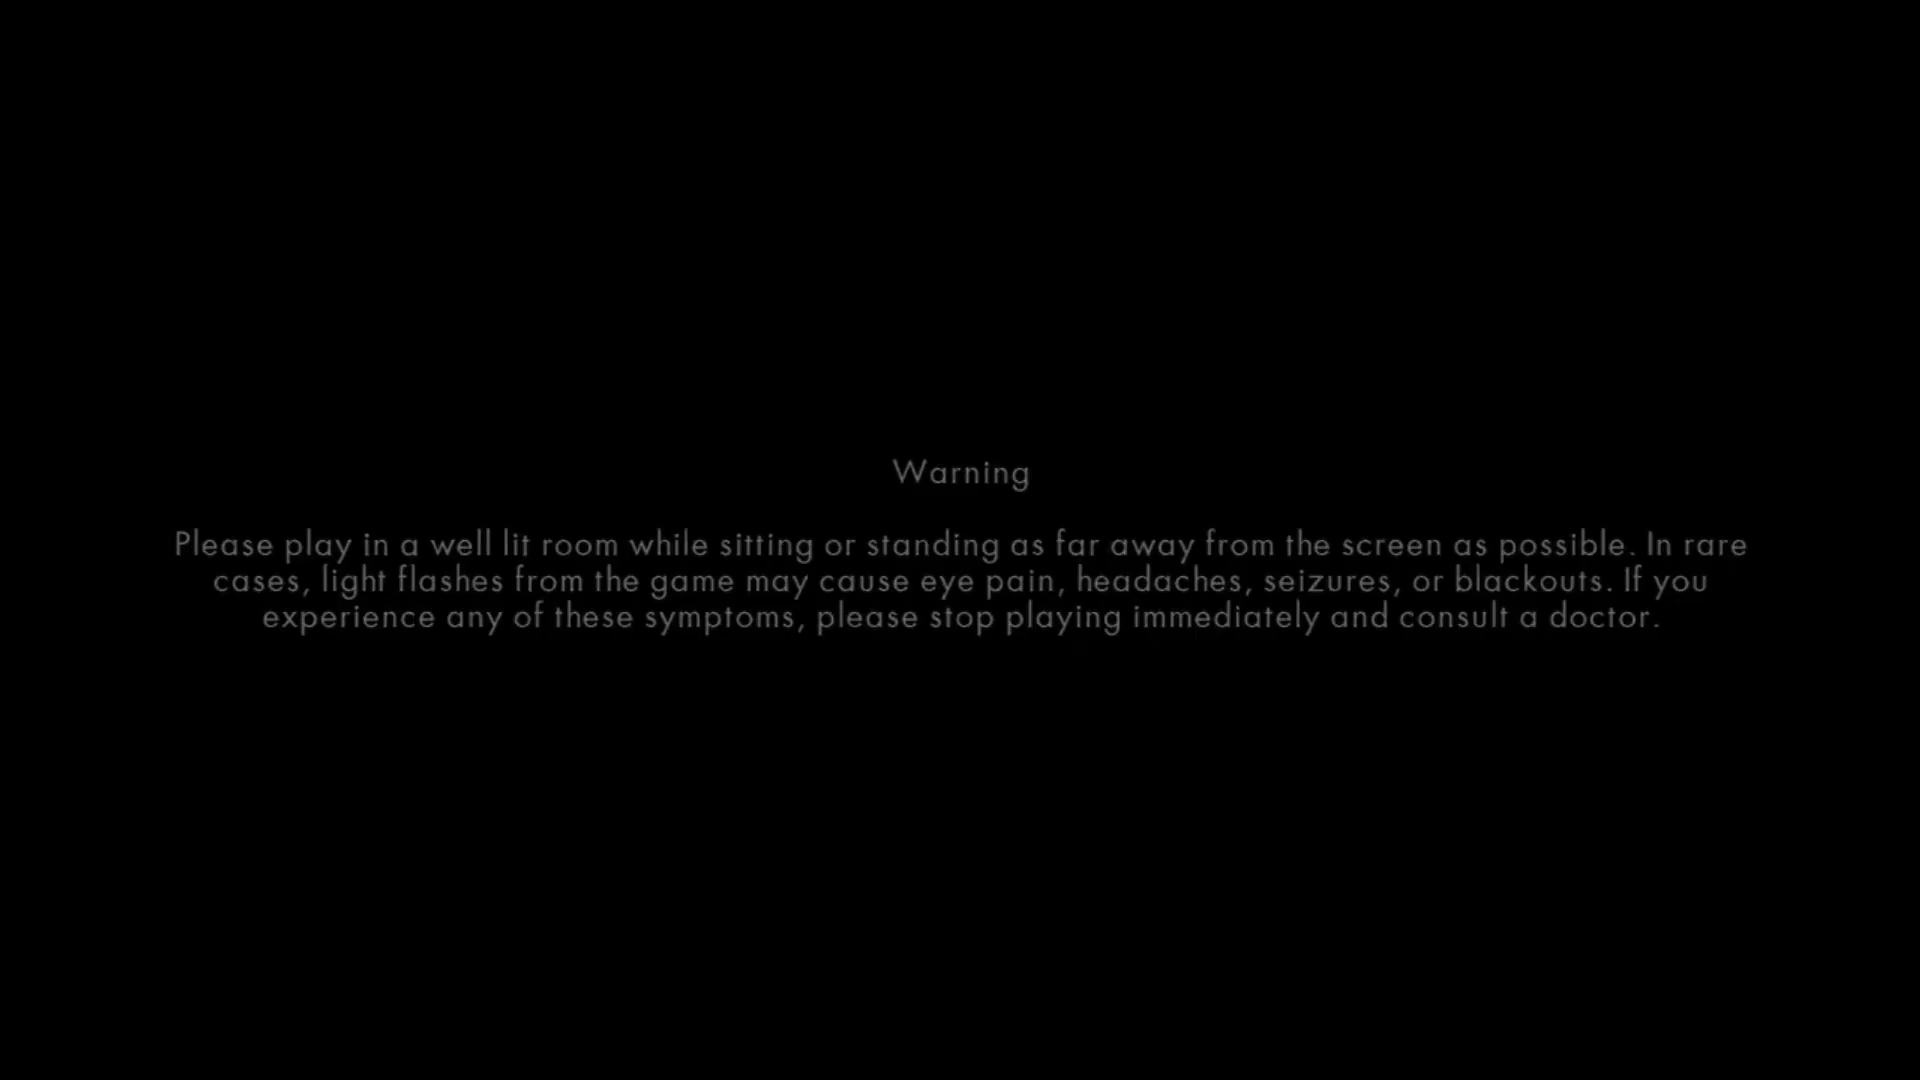 Warning
Please play in a well lit room while sitting or standing as far away from the screen as possible. In rare
cases, light flashes from the game may cause eye pain, headaches, seizures, or blackouts. If you
experience any of these symptoms, please stop playing immediately and consult a doctor.